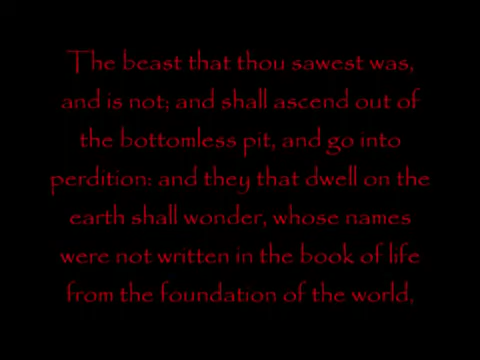 The beast that thou sawest was,
and is not; and shall ascend out of
the bottomless pit, and go into
perdition: and they that dwell on the
earth shall wonder, whose names
were not written in the book of life
from the foundation of the world,